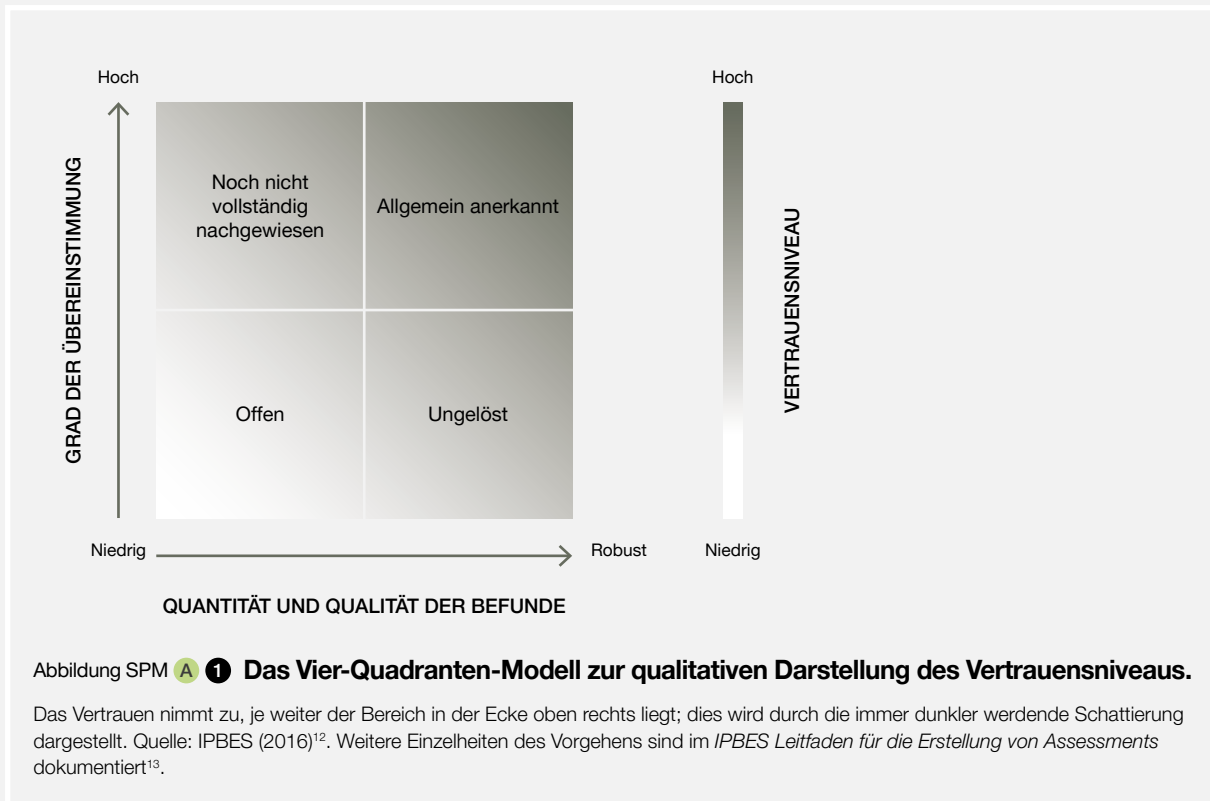 Hoch
GRAD DER ÜBEREINSTIMMUNG
Noch nicht
vollständig
nachgewiesen
Allgemein anerkannt
Offen
Ungelöst
Niedrig
Robust
QUANTITÄT UND QUALITÄT DER BEFUNDE
Hoch
VERTRAUENSNIVEAU
Niedrig
Abbildung SPM A 1 Das Vier-Quadranten-Modell zur qualitativen Darstellung des Vertrauensniveaus.
Das Vertrauen nimmt zu, je weiter der Bereich in der Ecke oben rechts liegt; dies wird durch die immer dunkler werdende Schattierung
dargestellt. Quelle: IPBES (2016)¹². Weitere Einzelheiten des Vorgehens sind im IPBES Leitfaden für die Erstellung von Assessments
dokumentiert¹³.